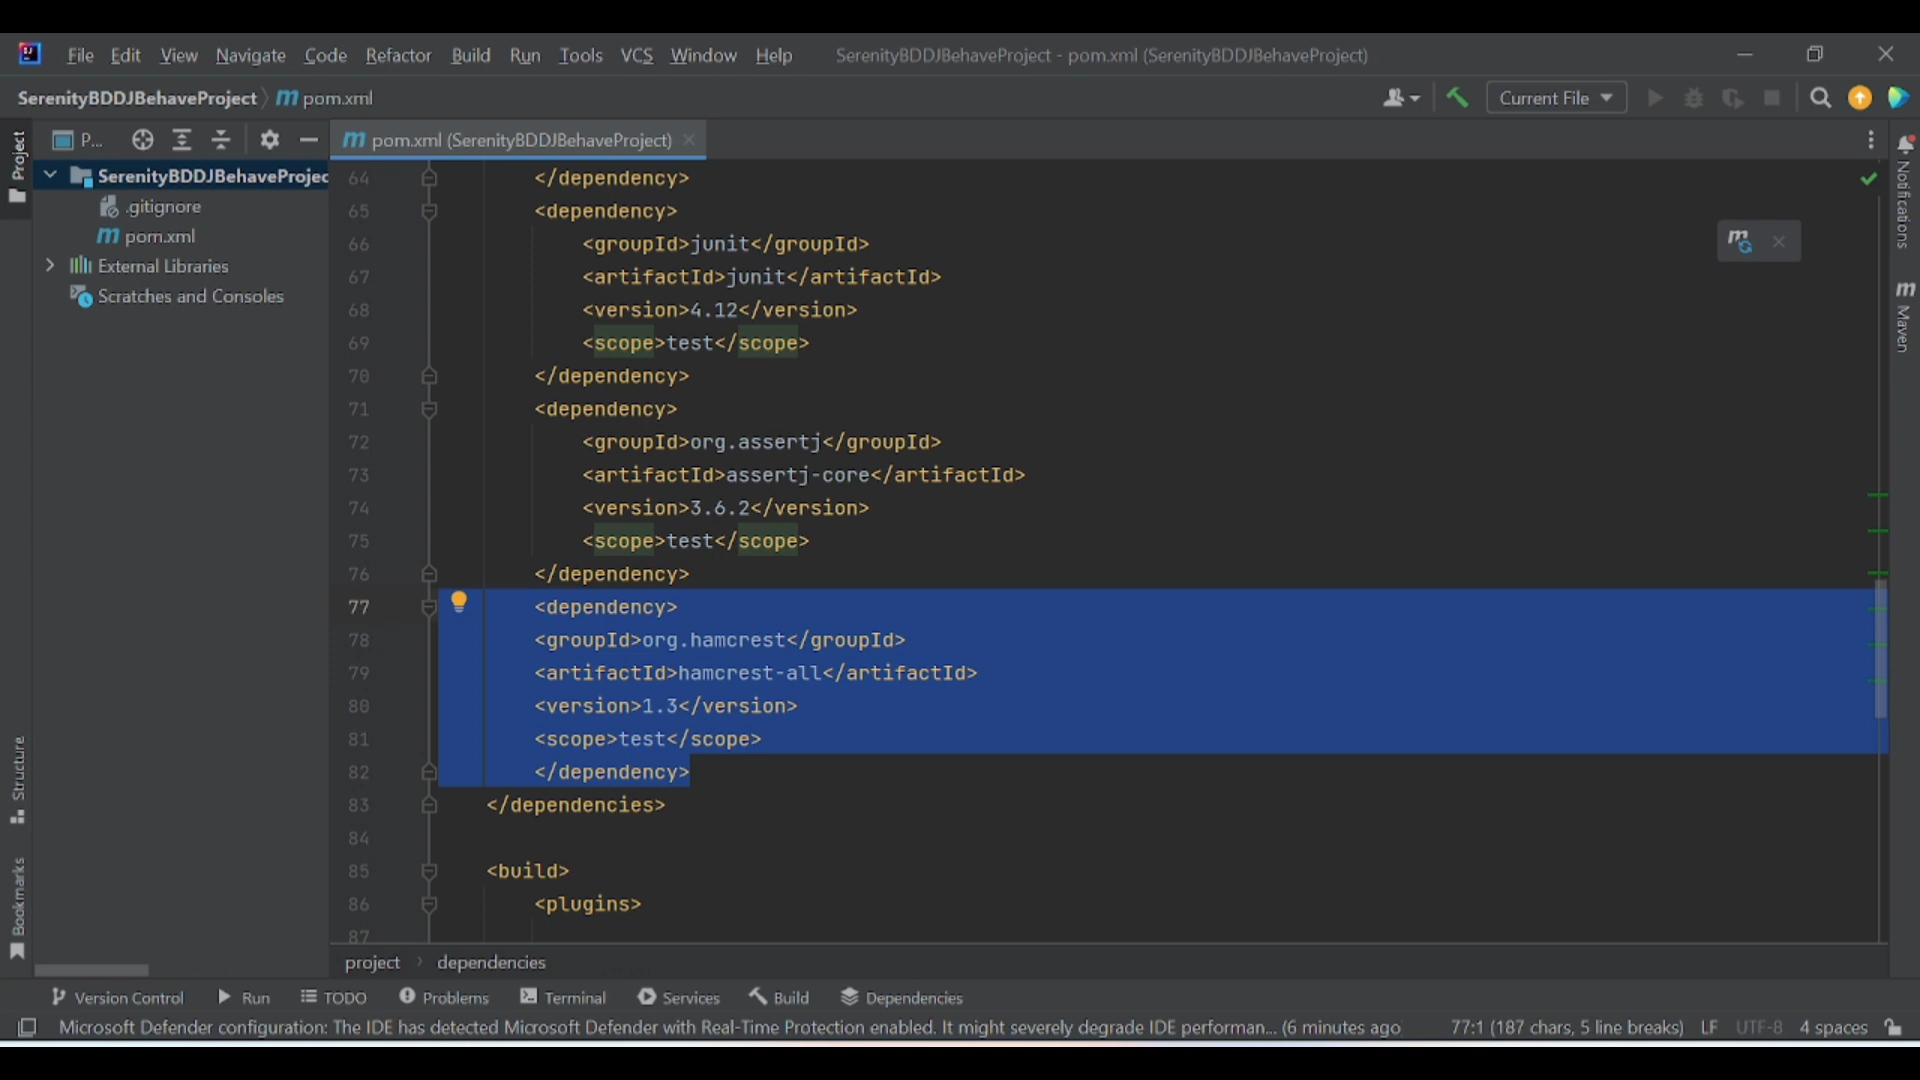 File Edit View Navigate Code Refactor Build Run Tools VCS Window Help SerenityBDDJBehaveProject - pom.xml (SerenityBDDJBehaveProject)
SerenityBDDJBehaveProject m pom.xml Current File
Project
P...
m pom.xml (SerenityBDDJBehaveProject)
SerenityBDDJBehaveProjec
.gitignore
m pom.xml
External Libraries
Scratches and Consoles
64 </dependency>
65 <dependency>
66 <groupId>junit</groupId>
67 <artifactId>junit</artifactId>
68 <version>4.12</version>
69 <scope>test</scope>
70 </dependency>
71 <dependency>
72 <groupId>org.assertj</groupId>
73 <artifactId>assertj-core</artifactId>
74 <version>3.6.2</version>
75 <scope>test</scope>
76 </dependency>
77 <dependency>
78 <groupId>org.hamcrest</groupId>
79 <artifactId>hamcrest-all</artifactId>
80 <version>1.3</version>
81 <scope>test</scope>
82 </dependency>
83 </dependencies>
84
85 <build>
86 <plugins>
87
Notifications
m Maven
Structure
Bookmarks
project dependencies
Version Control Run TODO Problems Terminal Services Build Dependencies
Microsoft Defender configuration: The IDE has detected Microsoft Defender with Real-Time Protection enabled. It might severely degrade IDE performan... (6 minutes ago 77:1 (187 chars, 5 line breaks) LF UTF-8 4 spaces